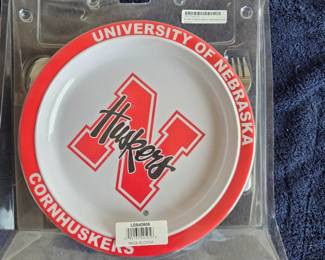 UNIVERSITY OF NEBRASKA
N
Huskers
®
CORNHUSKERS